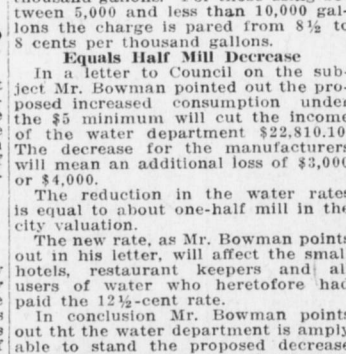 tween 5,000 and less than 10,000 gal-
lons the charge is pared from 8½ to
8 cents per thousand gallons.
Equals Half Mill Decrease
In a letter to Council on the sub-
ject Mr. Bowman pointed out the pro-
posed increased consumption under
the $5 minimum will cut the income
of the water department $22,810.10
The decrease for the manufacturers
will mean an additional loss of $3,000
or $4,000.
The reduction in the water rates
is equal to about one-half mill in the
city valuation.
The new rate, as Mr. Bowman points
out in his letter, will affect the small
hotels, restaurant keepers and al
users of water who heretofore had
paid the 12½-cent rate.
In conclusion Mr. Bowman points
out tht the water department is amply
able to stand the proposed decrease